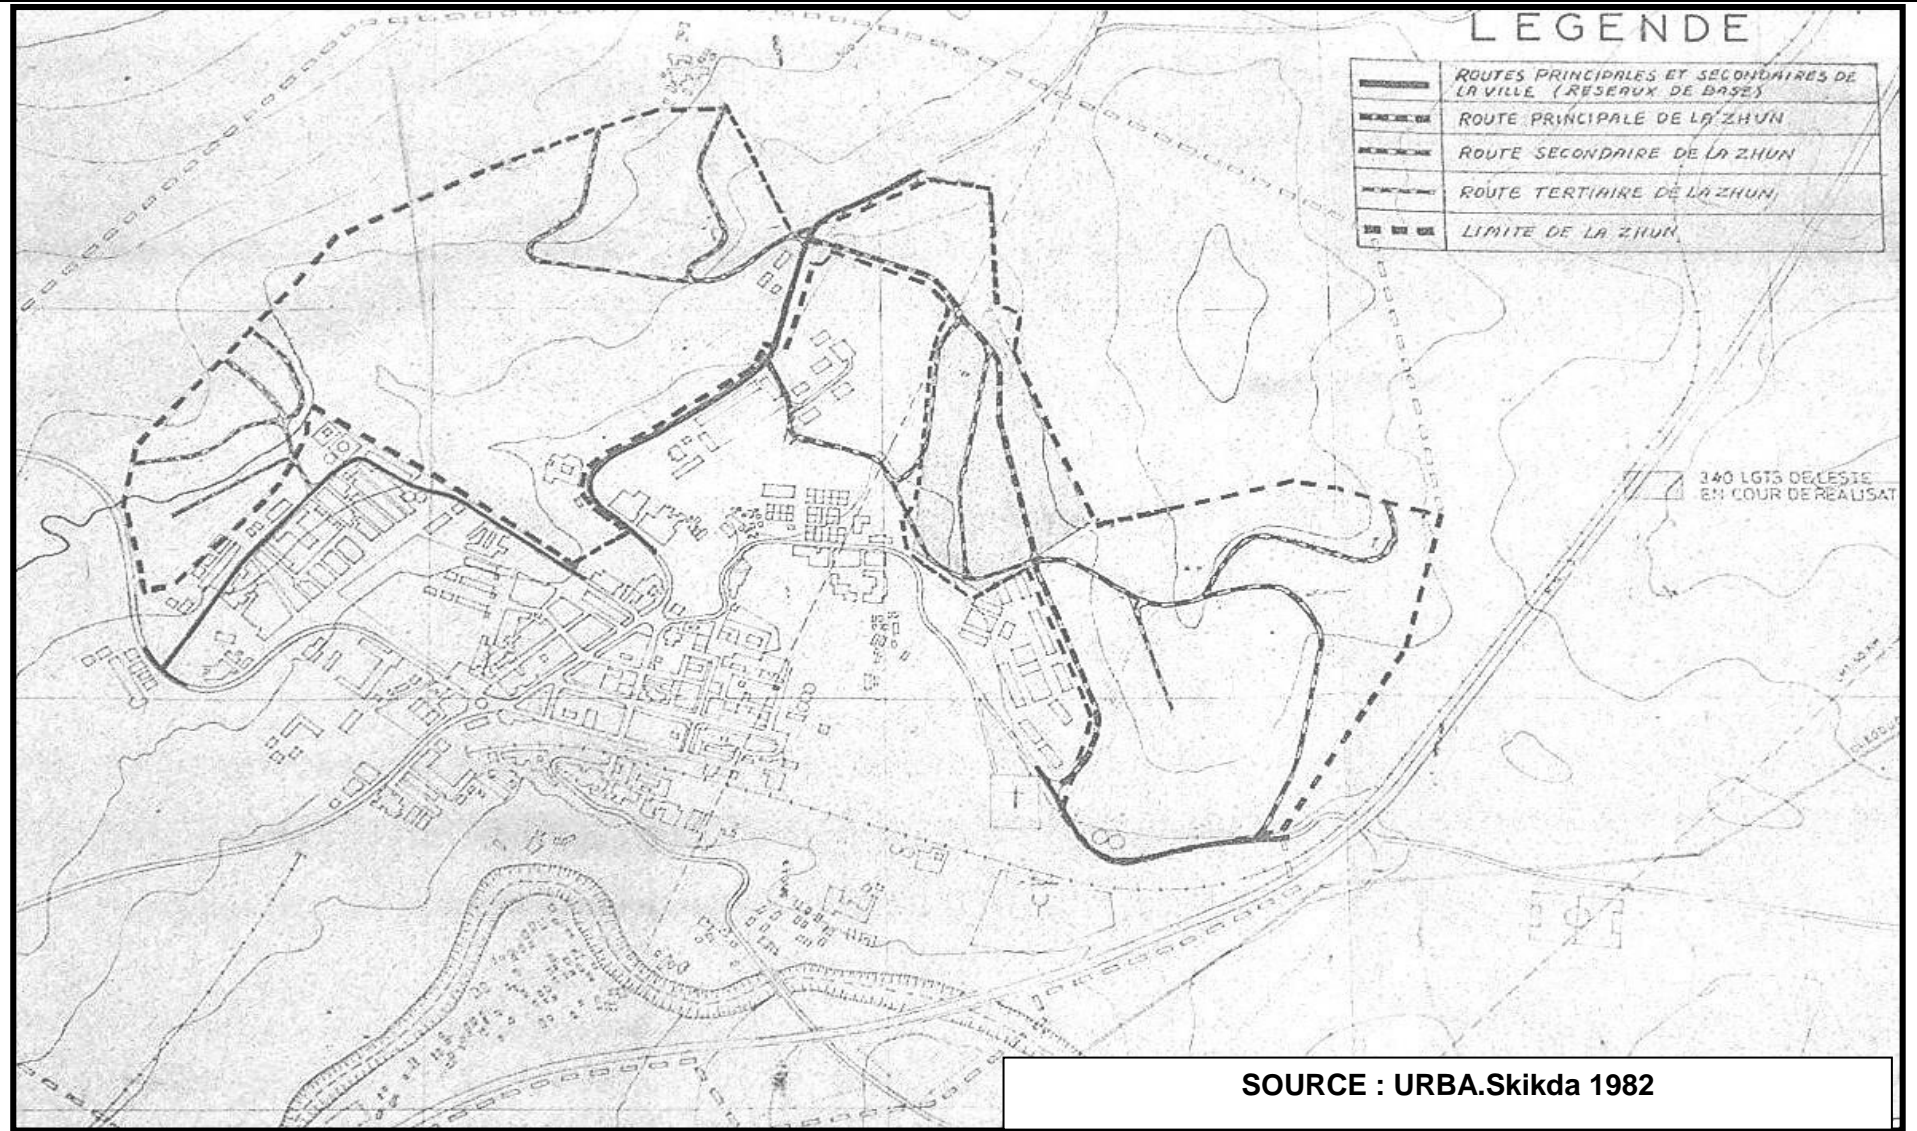 LEGENDE
ROUTES PRINCIPALES ET SECONDAIRES DE
LA VILLE (RESEAUX DE BASE)
ROUTE PRINCIPALE DE LA ZHUN
ROUTE SECONDAIRE DE LA ZHUN
ROUTE TERTIAIRE DE LA ZHUN
LIMITE DE LA ZHUN
340 LGTS DE LESTE
EN COUR DE REALISAT
SOURCE : URBA.Skikda 1982